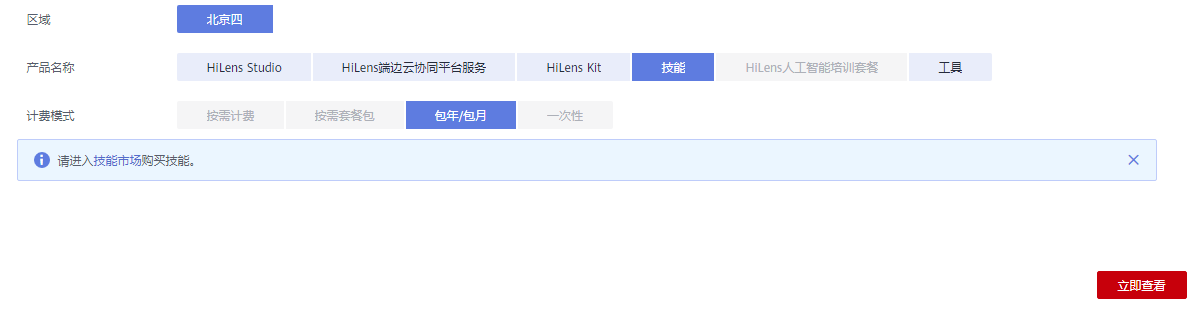 区域 北京四
产品名称 HiLens Studio HiLens端边云协同平台服务 HiLens Kit 技能 HiLens人工智能培训套餐 工具
计费模式 按需计费 按需套餐包 包年/包月 一次性
请进入技能市场购买技能。
立即查看